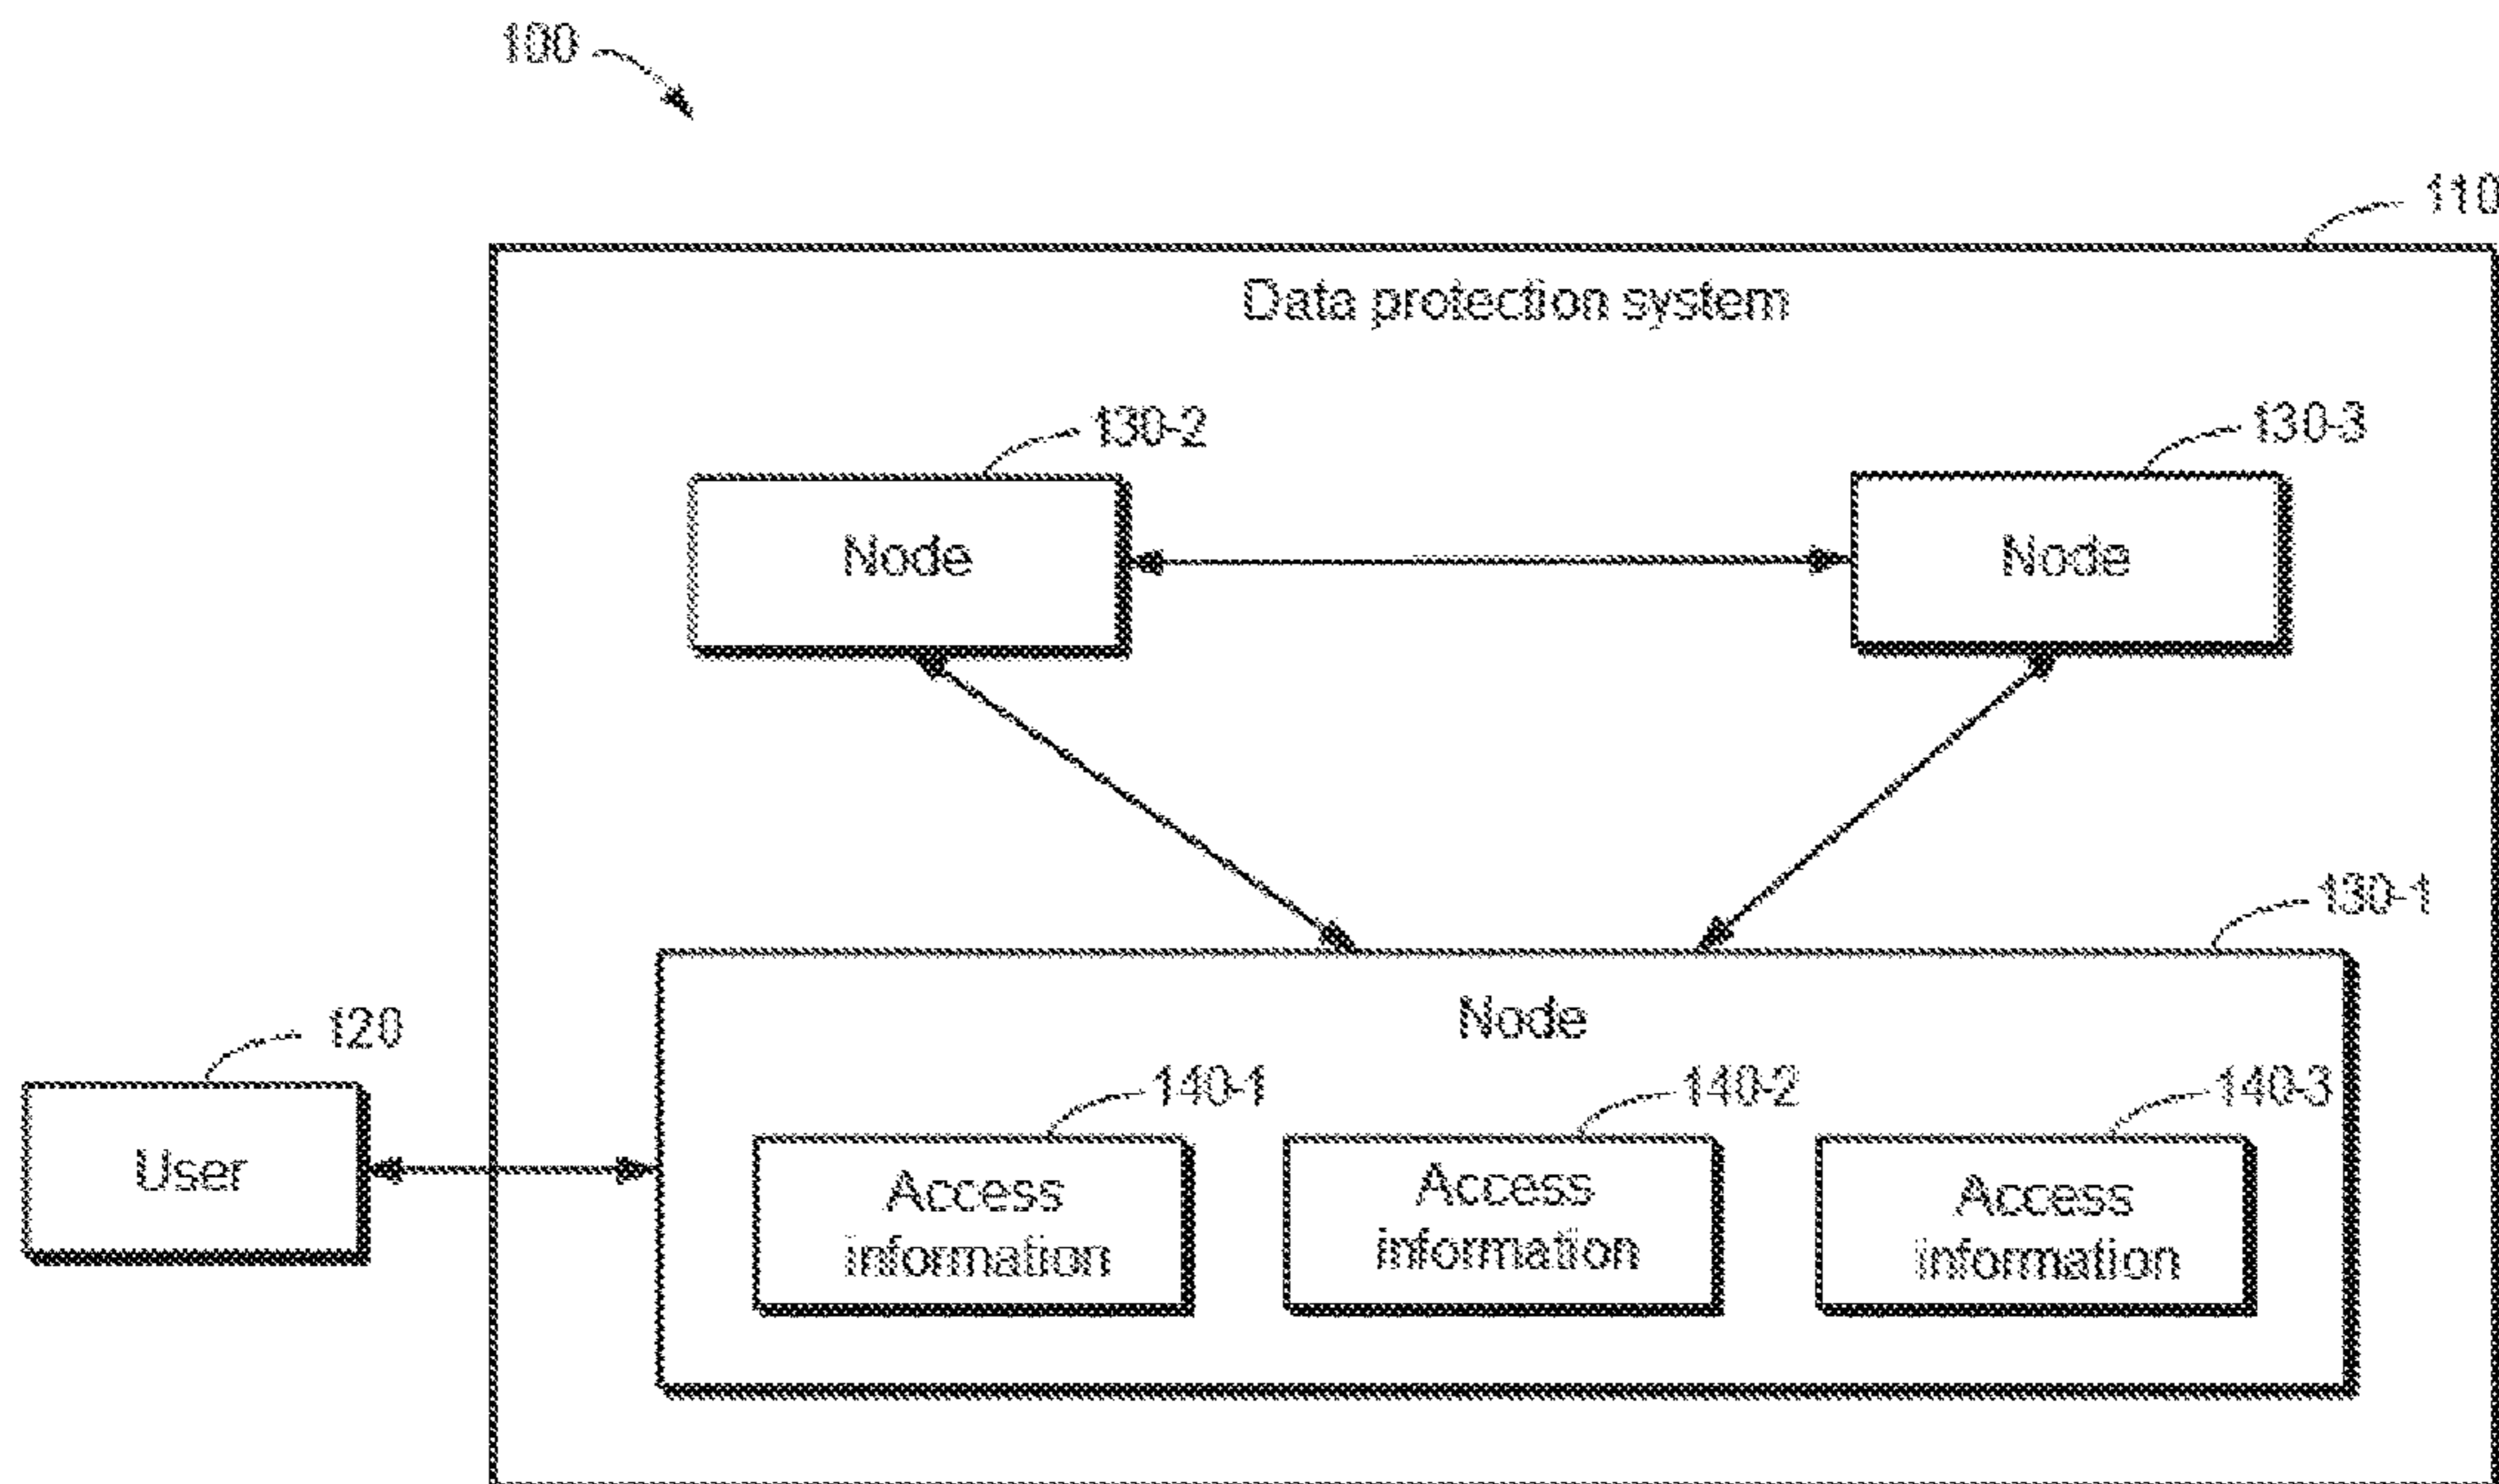 100
110
Data protection system
130-2
130-3
Node
Node
130-1
Node
120
140-1
140-2
140-3
User
Access
information
Access
information
Access
information